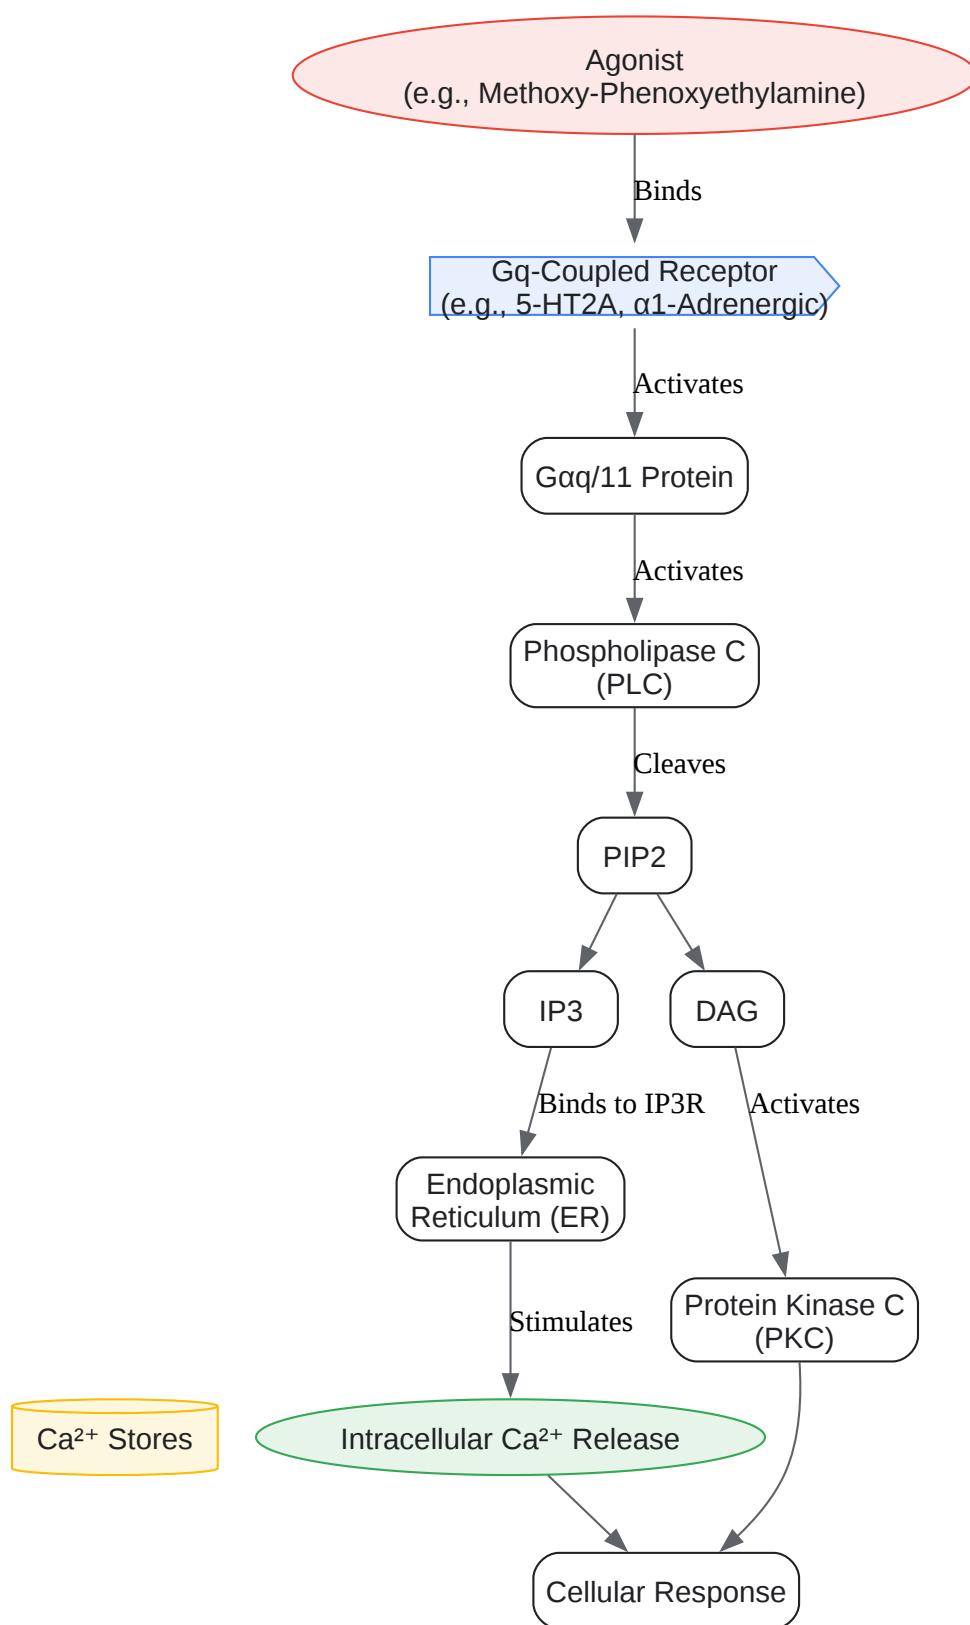 Agonist
(e.g., Methoxy-Phenoxyethylamine)
Binds
Gq-Coupled Receptor
(e.g., 5-HT2A, α1-Adrenergic)
Activates
Gαq/11 Protein
Activates
Phospholipase C
(PLC)
Cleaves
PIP2
IP3
DAG
Binds to IP3R
Activates
Endoplasmic
Reticulum (ER)
Protein Kinase C
(PKC)
Stimulates
Ca²⁺ Stores
Intracellular Ca²⁺ Release
Cellular Response